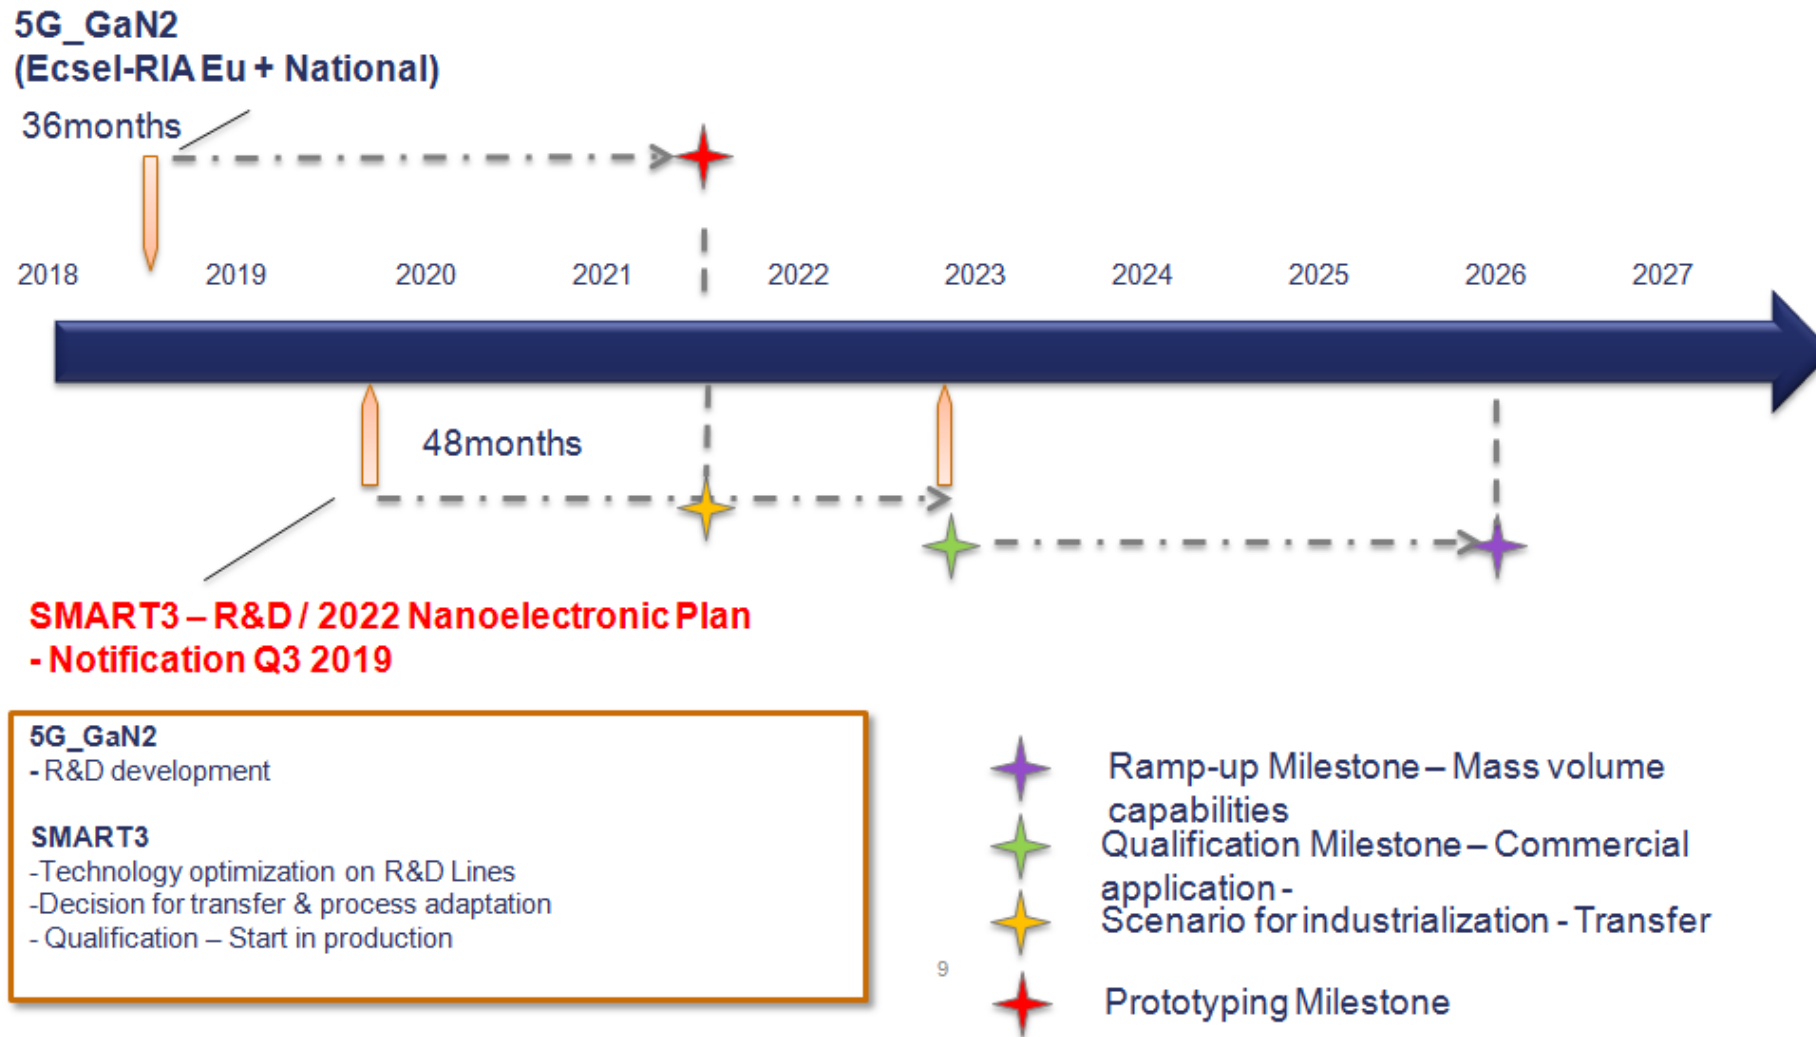 5G_GaN2
(Ecsel-RIA Eu + National)
36months
2018 2019 2020 2021 2022 2023 2024 2025 2026 2027
48months
SMART3 – R&D / 2022 Nanoelectronic Plan
- Notification Q3 2019
5G_GaN2
- R&D development
SMART3
-Technology optimization on R&D Lines
-Decision for transfer & process adaptation
- Qualification – Start in production
Ramp-up Milestone – Mass volume
capabilities
Qualification Milestone – Commercial
application -
Scenario for industrialization - Transfer
Prototyping Milestone
9